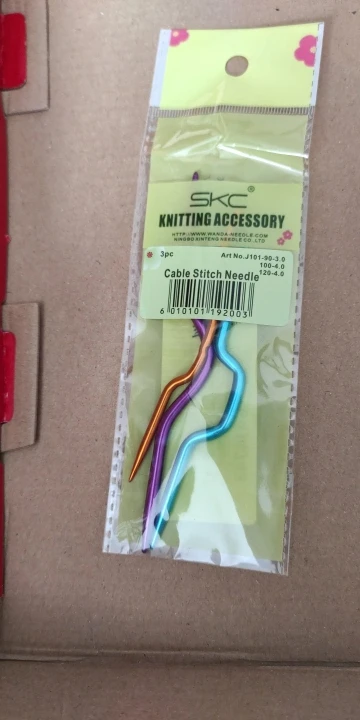 SKC®
KNITTING ACCESSORY
HTTP://WWW.WANDA-NEEDLE.COM
NINGBO XINTENG NEEDLE CO.,LTD
3pc Art No.J101-90-3.0
100-4.0
Cable Stitch Needle 120-4.0
6 010101 192003